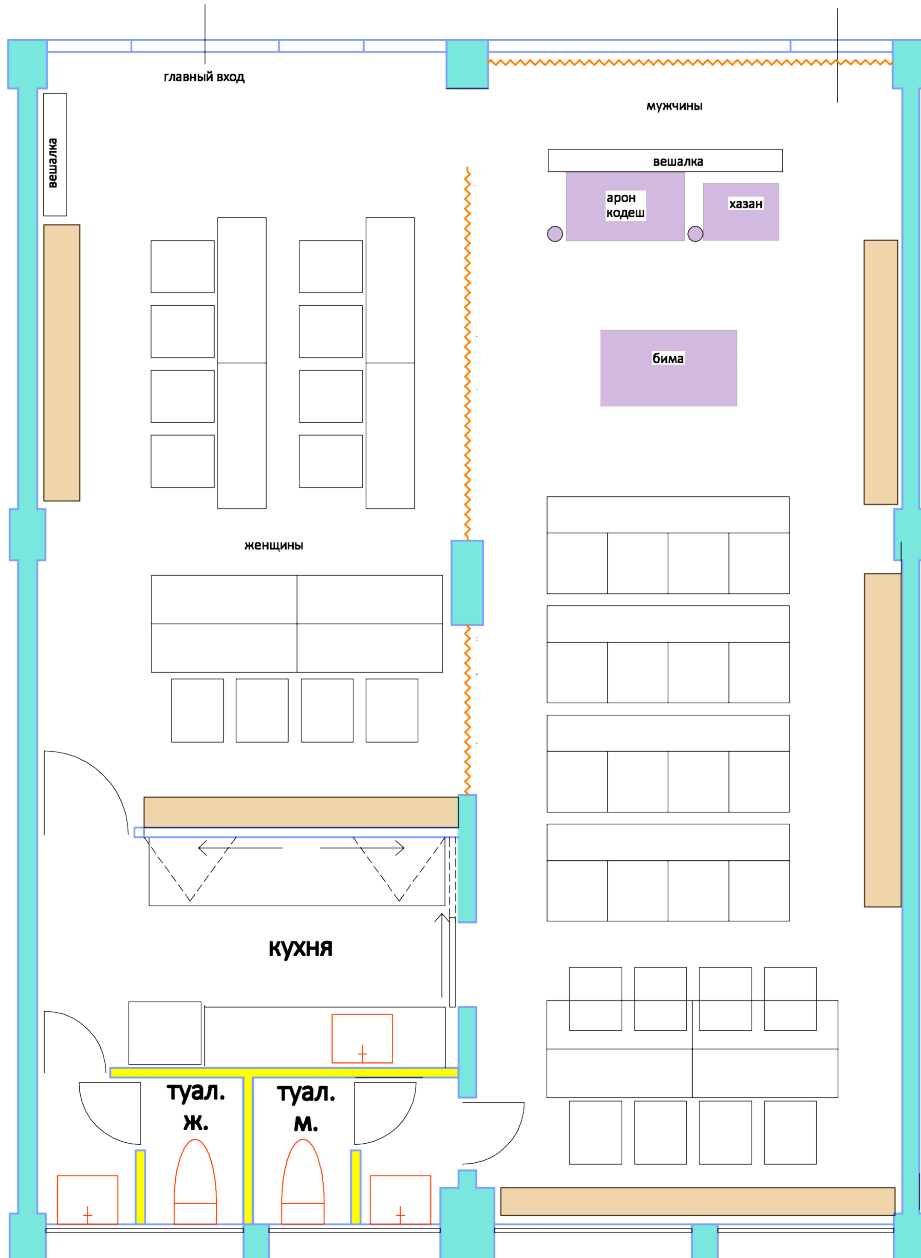 главный вход
мужчины
вешалка
вешалка
арон
кодеш
хазан
бима
женщины
кухня
туал.
ж.
туал.
м.